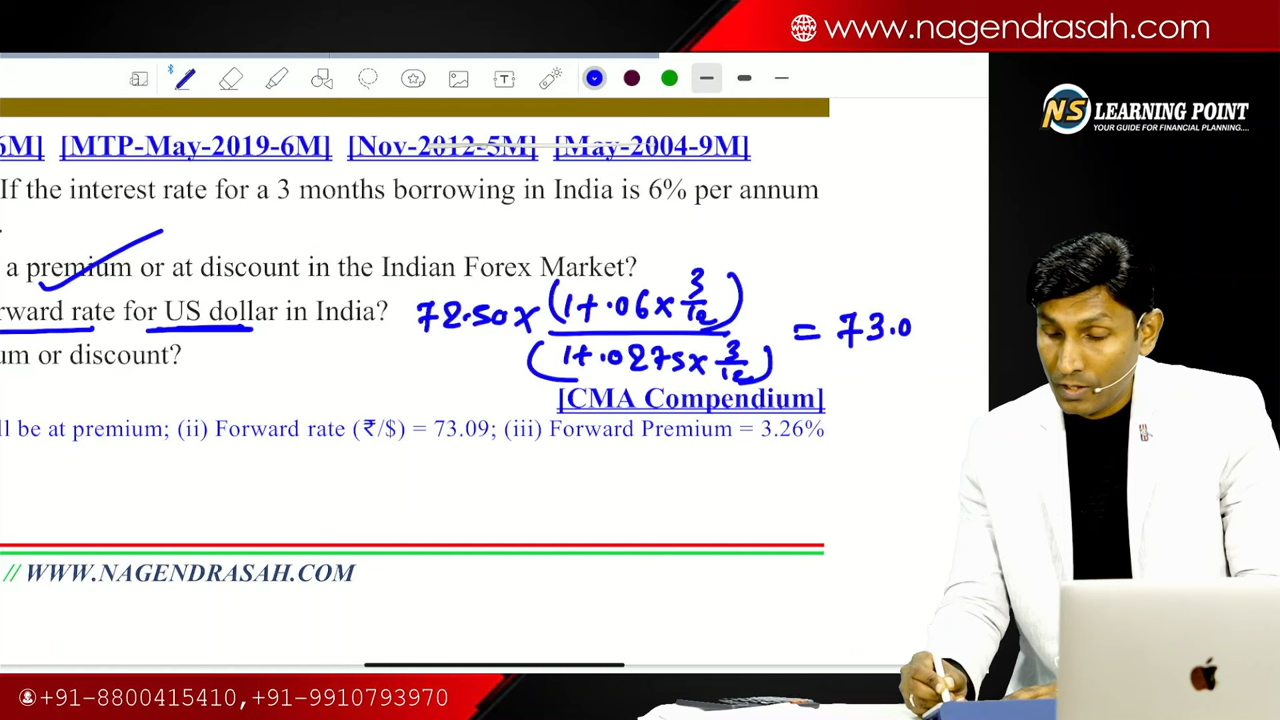 www.nagendrasah.com
NS LEARNING POINT
YOUR GUIDE FOR FINANCIAL PLANNING....
6M] [MTP-May-2019-6M] [Nov-2012-5M] [May-2004-9M]
If the interest rate for a 3 months borrowing in India is 6% per annum
a premium or at discount in the Indian Forex Market?
rward rate for US dollar in India?
72.50 x (1+.06x 3/12) / (1+.0275x 3/12) = 73.0
um or discount?
[CMA Compendium]
ll be at premium; (ii) Forward rate (₹/$) = 73.09; (iii) Forward Premium = 3.26%
// WWW.NAGENDRASAH.COM
+91-8800415410,+91-9910793970